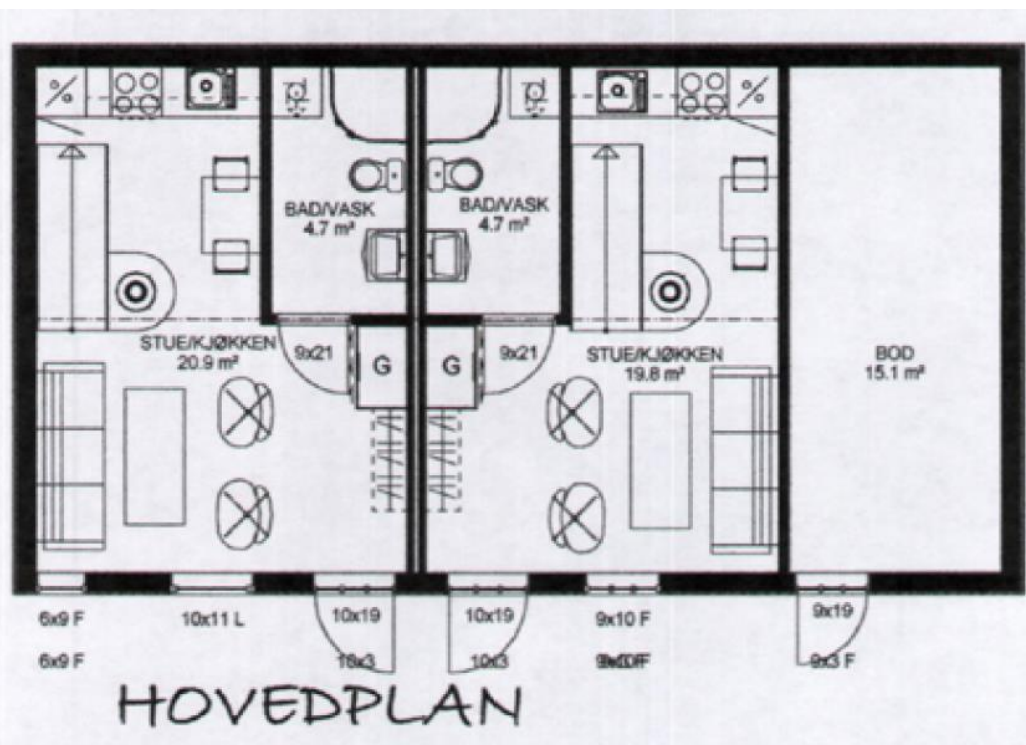 BAD/VASK
4.7 m²
BAD/VASK
4.7 m²
STUE/KJØKKEN
20.9 m²
9x21
G
G
9x21
STUE/KJØKKEN
19.8 m²
BOD
15.1 m²
6x9 F
10x11 L
10x19
10x19
9x10 F
9x19
6x9 F
10x3
10x3
9x3 F
HOVEDPLAN